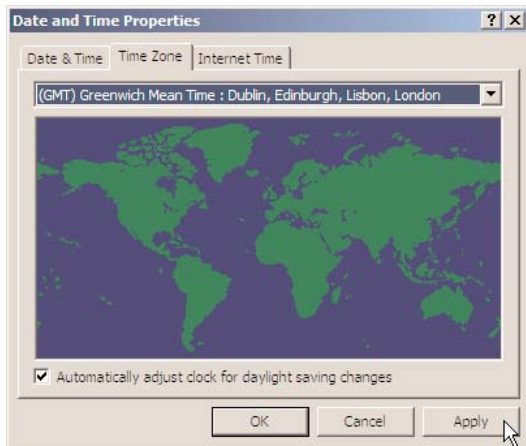 Date and Time Properties
Date & Time Time Zone Internet Time
(GMT) Greenwich Mean Time : Dublin, Edinburgh, Lisbon, London
Automatically adjust clock for daylight saving changes
OK Cancel Apply